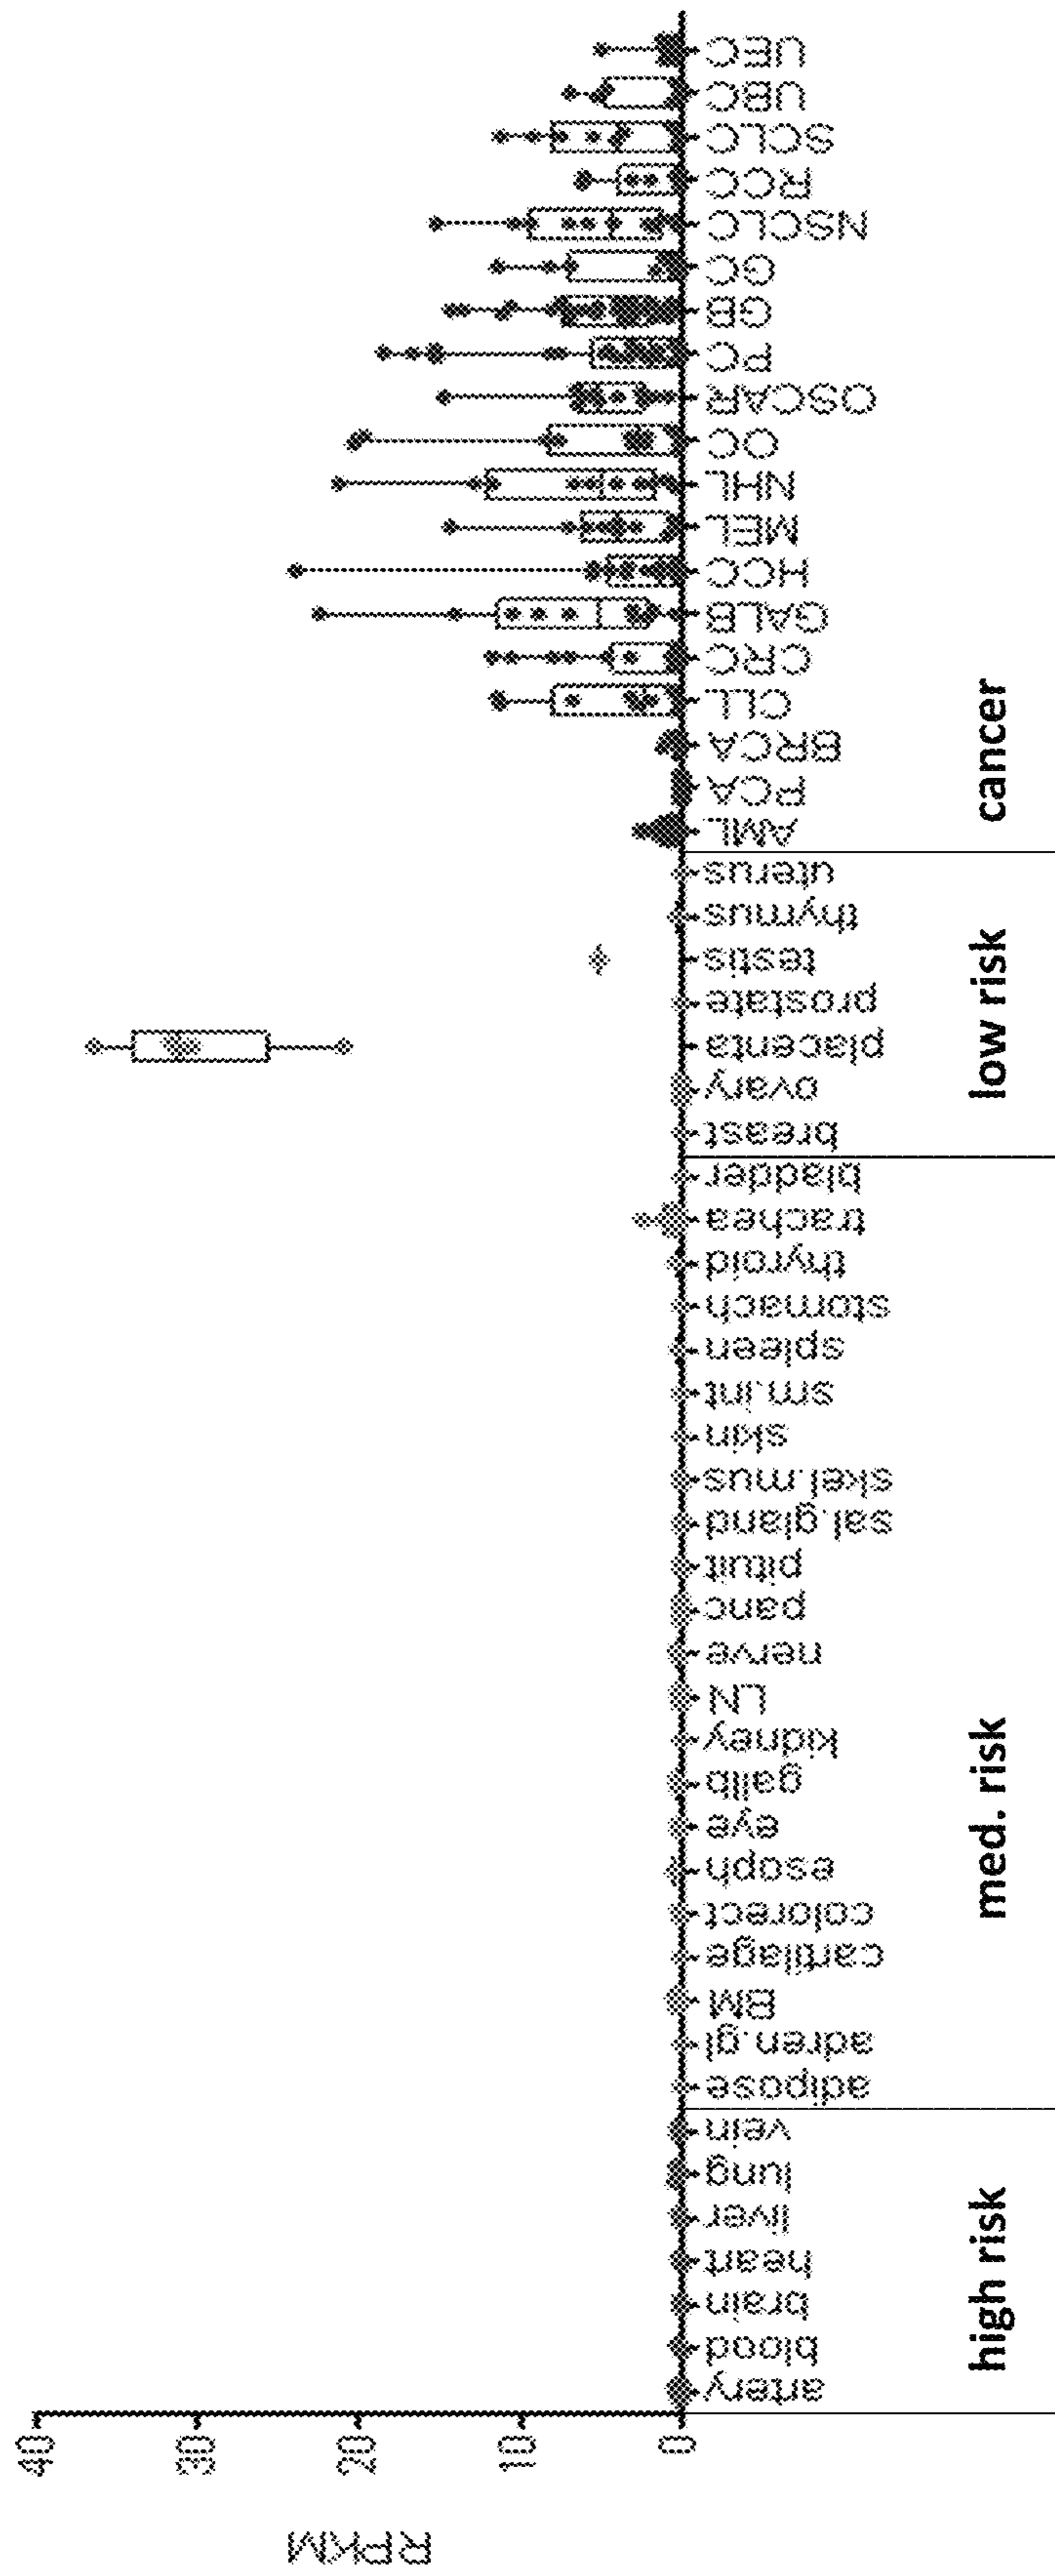 RPKM
40
30
20
10
0
artery
blood
brain
heart
liver
lung
vein
adipose
adren.gl
BM
cartilage
colorect
esoph
eye
gallb
kidney
LN
nerve
panc
pituit
sal.gland
skel.mus
skin
sm.int
spleen
stomach
thyroid
trachea
bladder
breast
ovary
placenta
prostate
testis
thymus
uterus
AML
PCA
BRCA
CLL
CRC
GALB
HCC
MEL
NHL
OC
OSCAR
PC
GB
GC
NSCLC
RCC
SCLC
UBC
UEC
high risk
med. risk
low risk
cancer